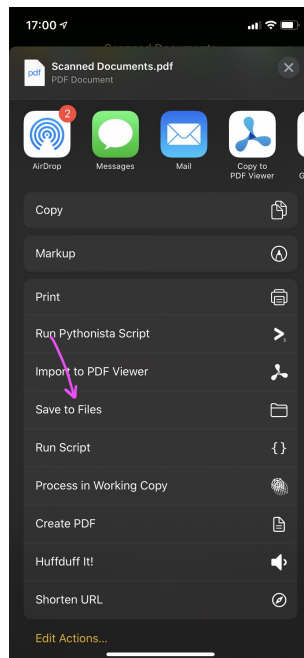 17:00
Scanned Documents.pdf
PDF Document
pdf
2
AirDrop
Messages
Mail
Copy to
PDF Viewer
G
Copy
Markup
Print
Run Pythonista Script
3
Import to PDF Viewer
Save to Files
Run Script
{ }
Process in Working Copy
Create PDF
Huffduff It!
Shorten URL
Edit Actions...